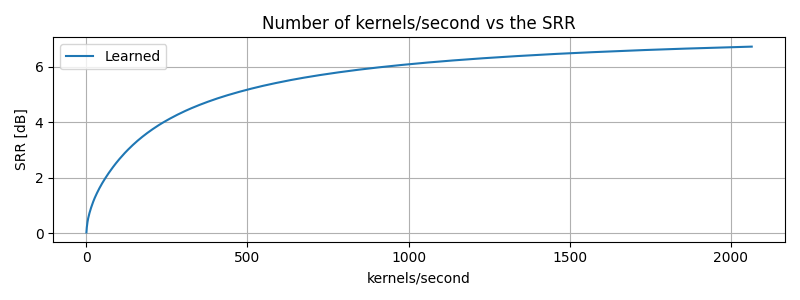 Number of kernels/second vs the SRR
Learned
SRR [dB]
6
4
2
0
0 500 1000 1500 2000
kernels/second